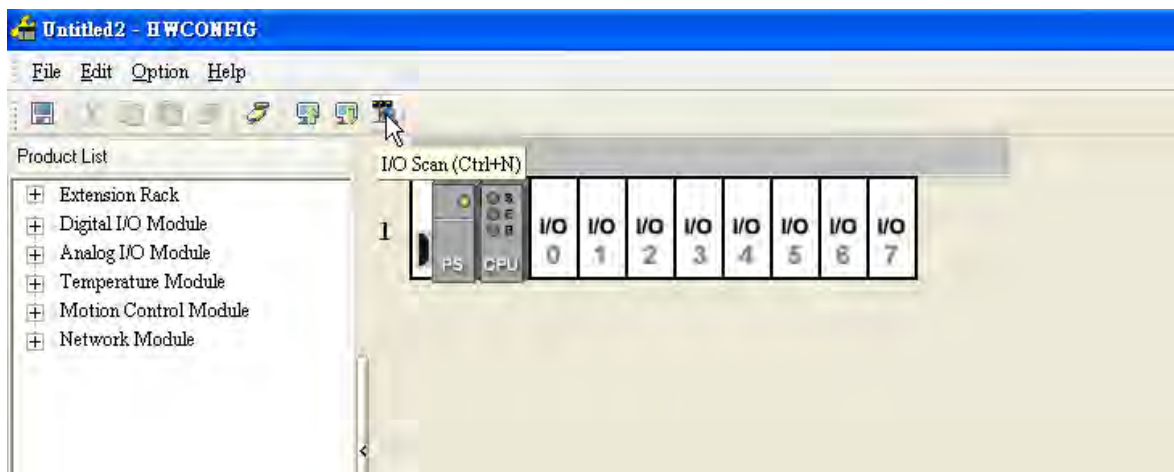 Untitled2 - HWCONFIG
File Edit Option Help
Product List
I/O Scan (Ctrl+N)
Extension Rack
Digital I/O Module
Analog I/O Module
Temperature Module
Motion Control Module
Network Module
1
PS CPU
I/O I/O I/O I/O I/O I/O I/O I/O
0 1 2 3 4 5 6 7